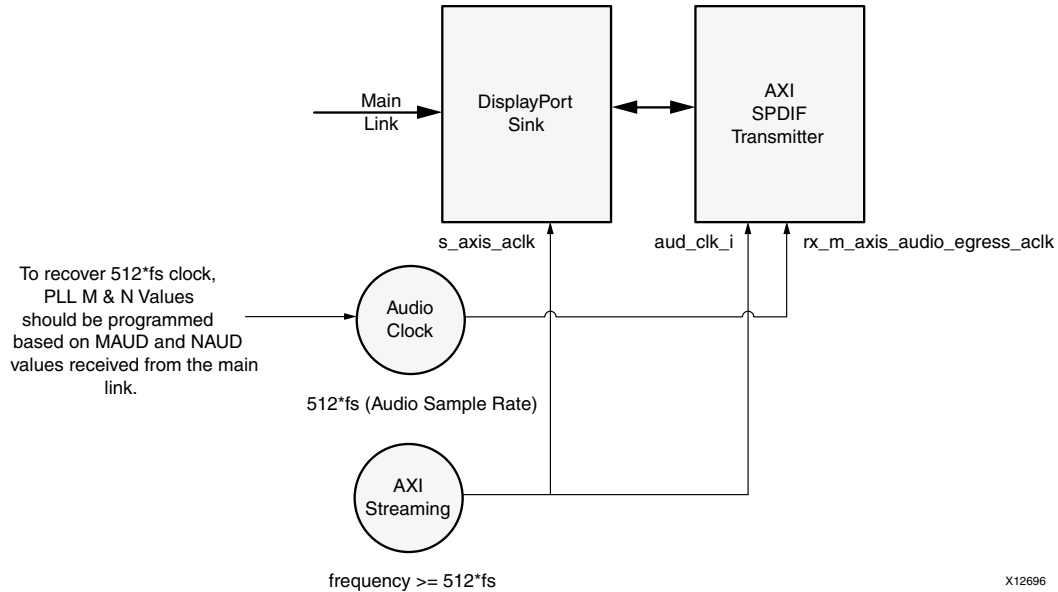 Main
Link
DisplayPort
Sink
AXI
SPDIF
Transmitter
s_axis_aclk
aud_clk_i
rx_m_axis_audio_egress_aclk
To recover 512*fs clock,
PLL M & N Values
should be programmed
based on MAUD and NAUD
values received from the main
link.
Audio
Clock
512*fs (Audio Sample Rate)
AXI
Streaming
frequency >= 512*fs
X12696